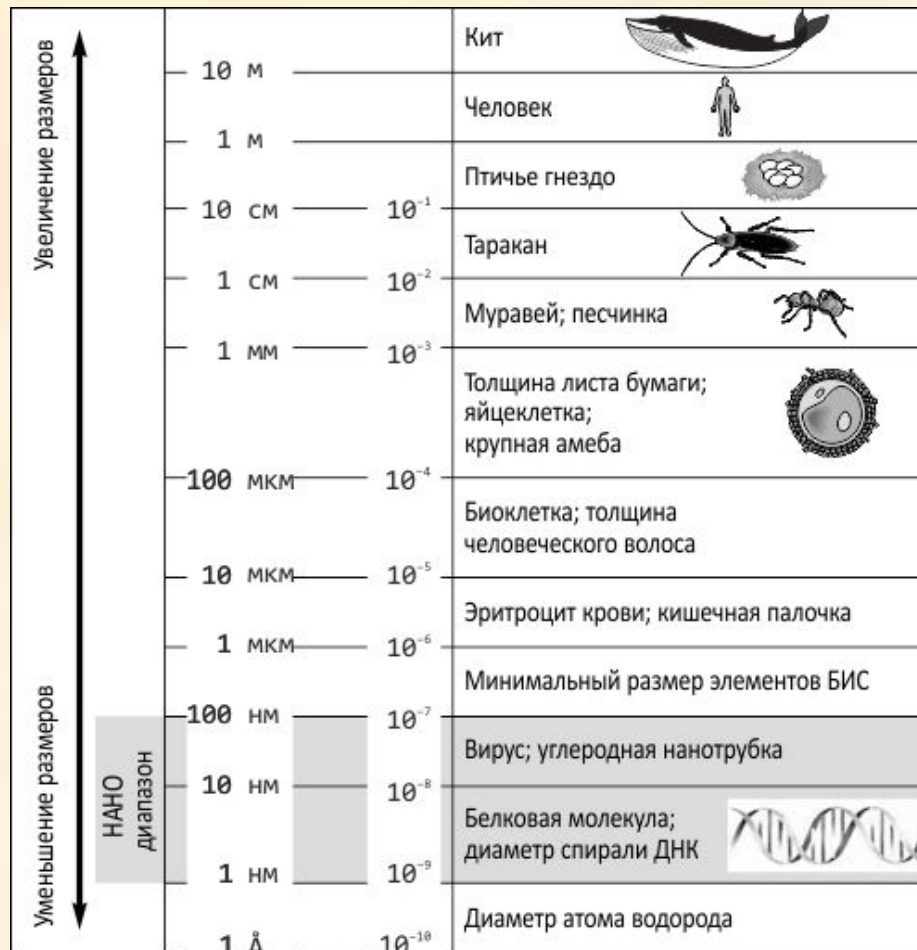 Увеличение размеров
Уменьшение размеров
НАНО
диапазон
Кит
10 м
Человек
1 м
Птичье гнездо
10 см 10⁻¹
Таракан
1 см 10⁻²
Муравей; песчинка
1 мм 10⁻³
Толщина листа бумаги;
яйцеклетка;
крупная амеба
100 мкм 10⁻⁴
Биоклетка; толщина
человеческого волоса
10 мкм 10⁻⁵
Эритроцит крови; кишечная палочка
1 мкм 10⁻⁶
Минимальный размер элементов БИС
100 нм 10⁻⁷
Вирус; углеродная нанотрубка
10 нм 10⁻⁸
Белковая молекула;
диаметр спирали ДНК
1 нм 10⁻⁹
Диаметр атома водорода
1 Å 10⁻¹⁰